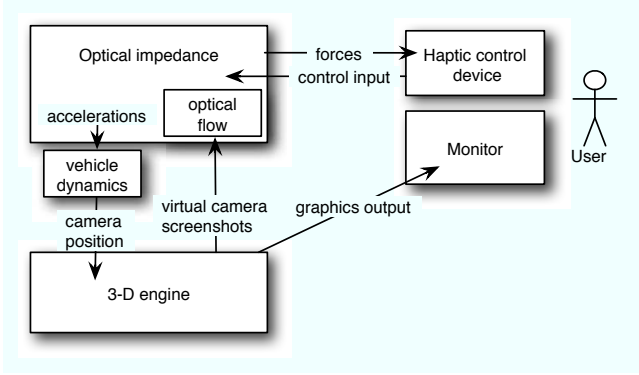 Optical impedance
forces
Haptic control
device
control input
optical
flow
accelerations
Monitor
User
vehicle
dynamics
virtual camera
screenshots
graphics output
camera
position
3-D engine